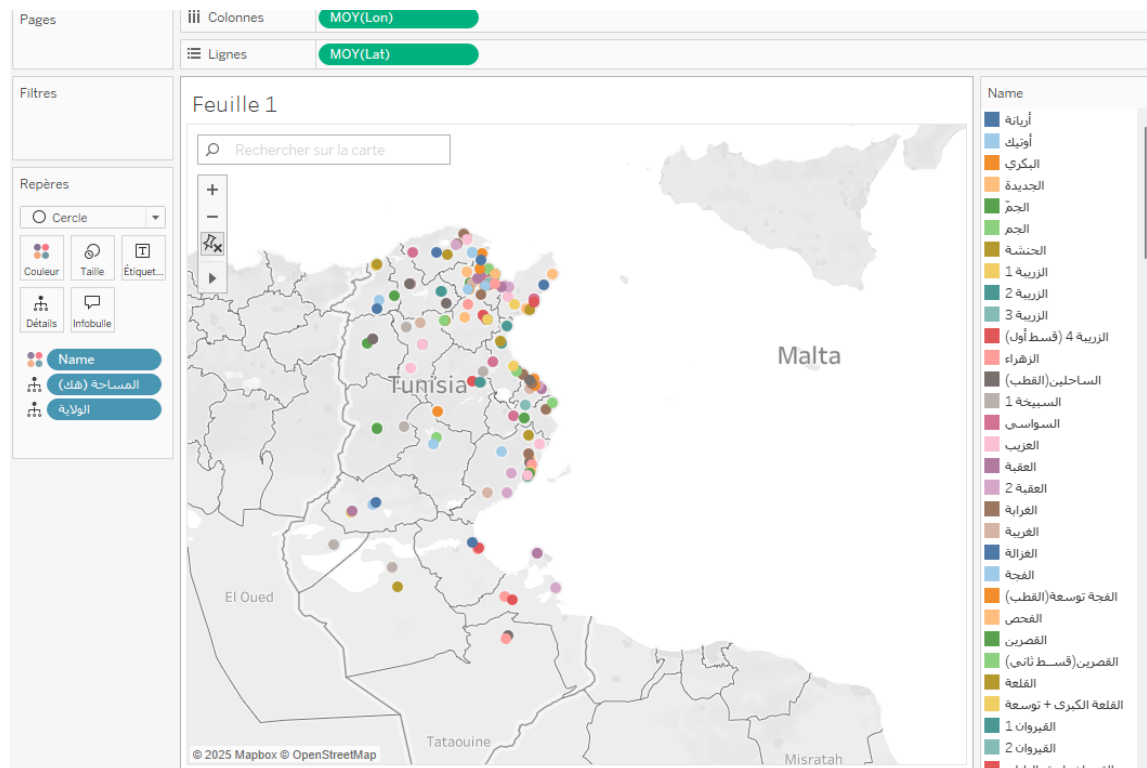 Pages
Colonnes
MOY(Lon)
Lignes
MOY(Lat)
Filtres
Repères
Cercle
Couleur
Taille
Étiquet...
Détails
Infobulle
Name
المساحة (هك)
الولاية
Feuille 1
Rechercher sur la carte
Malta
Tunisia
El Oued
Tataouine
Misratah
© 2025 Mapbox © OpenStreetMap
Name
أريانة
أوتيك
البكري
الجديدة
الجمّ
الجم
الحنشة
الزريبة 1
الزريبة 2
الزريبة 3
الزريبة 4 (قسط أول)
الزهراء
الساحلين(القطب)
السبيخة 1
السواسي
العزيب
العقبة
العقبة 2
الغرابة
الغريبة
الغزالة
الفجة
الفجة توسعة(القطب)
الفحص
القصرين
القصرين(قســط ثاني)
القلعة
القلعة الكبرى + توسعة
القيروان 1
القيروان 2